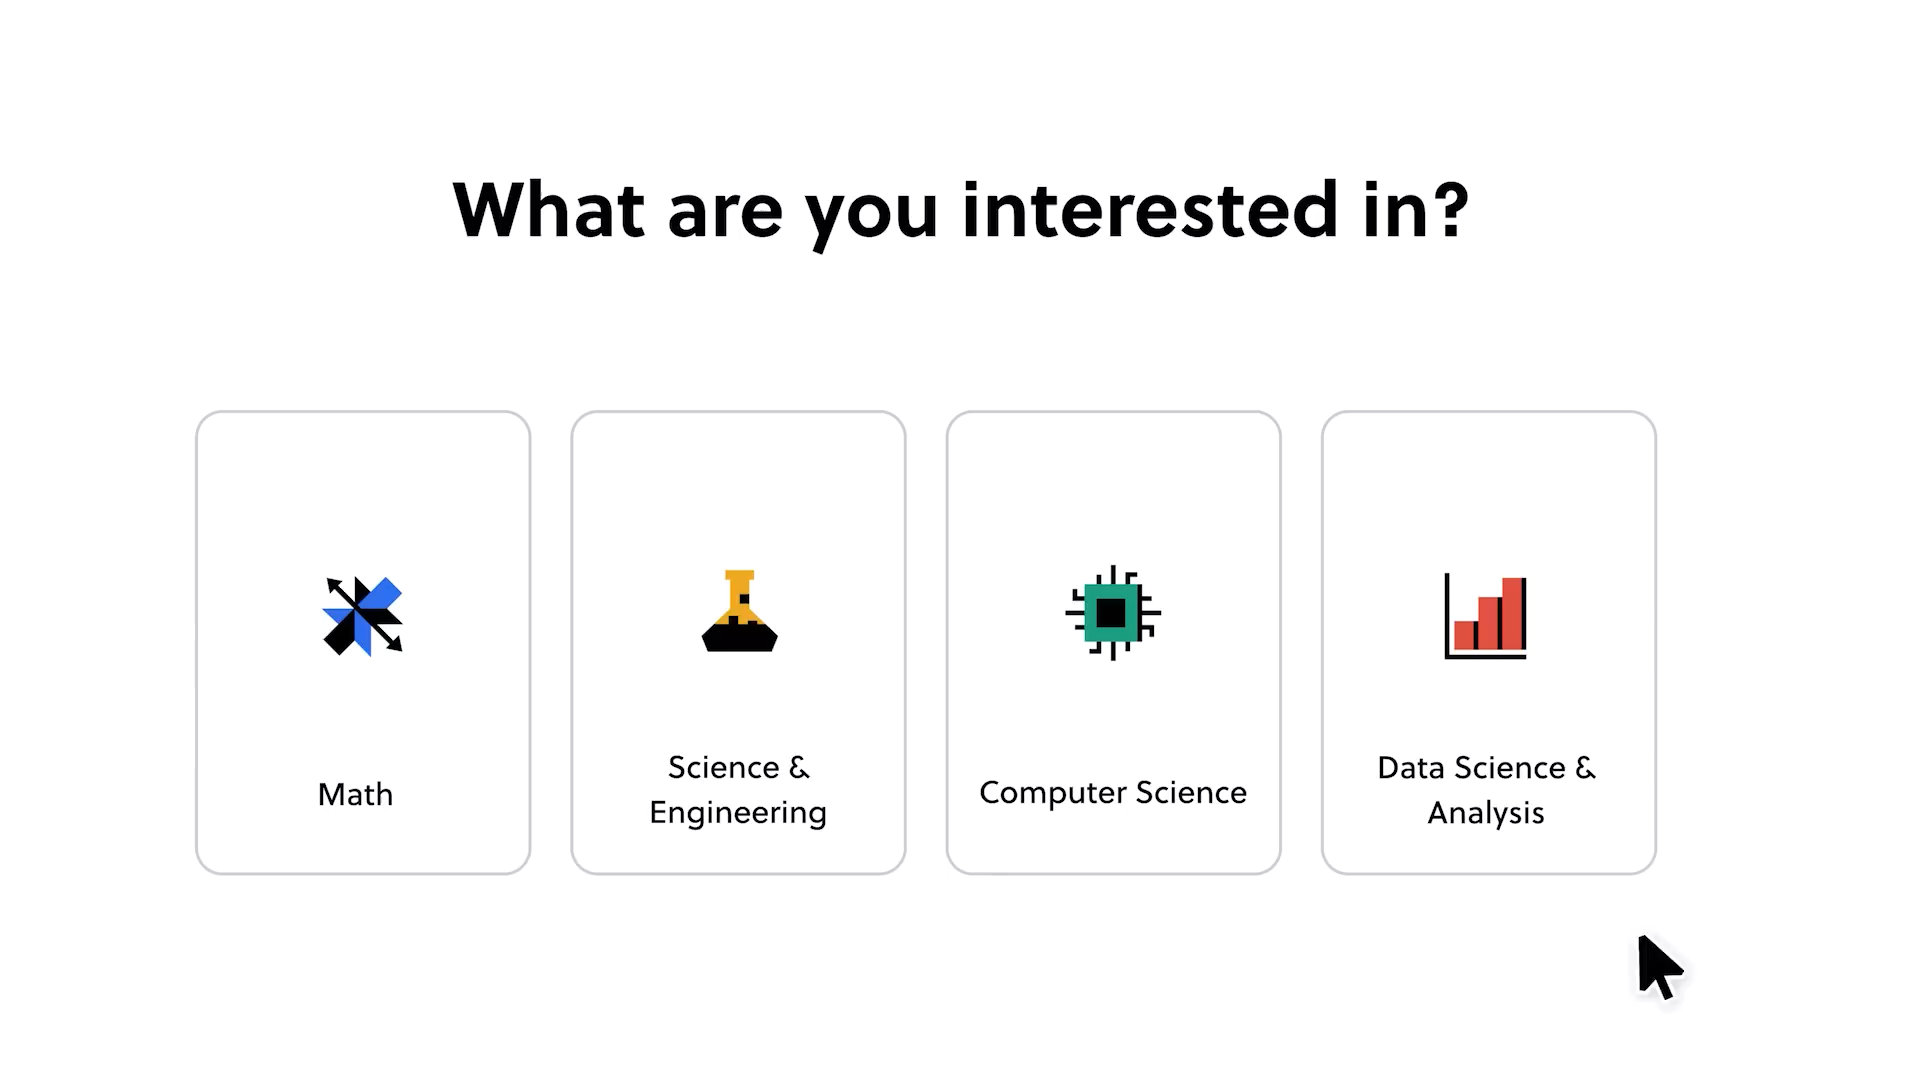 What are you interested in?
Math
Science &
Engineering
Computer Science
Data Science &
Analysis